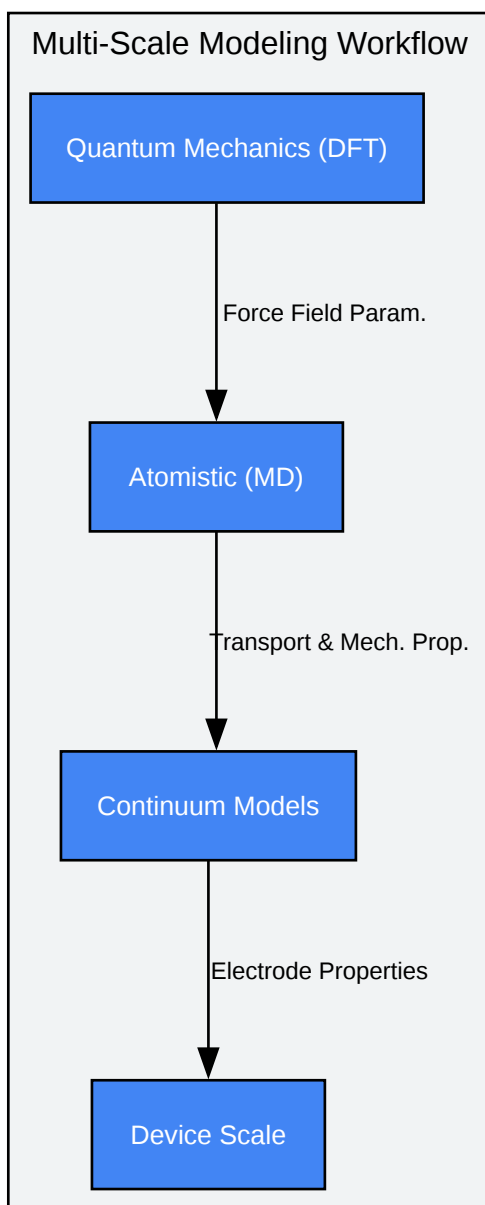 Multi-Scale Modeling Workflow
Quantum Mechanics (DFT)
Force Field Param.
Atomistic (MD)
Transport & Mech. Prop.
Continuum Models
Electrode Properties
Device Scale